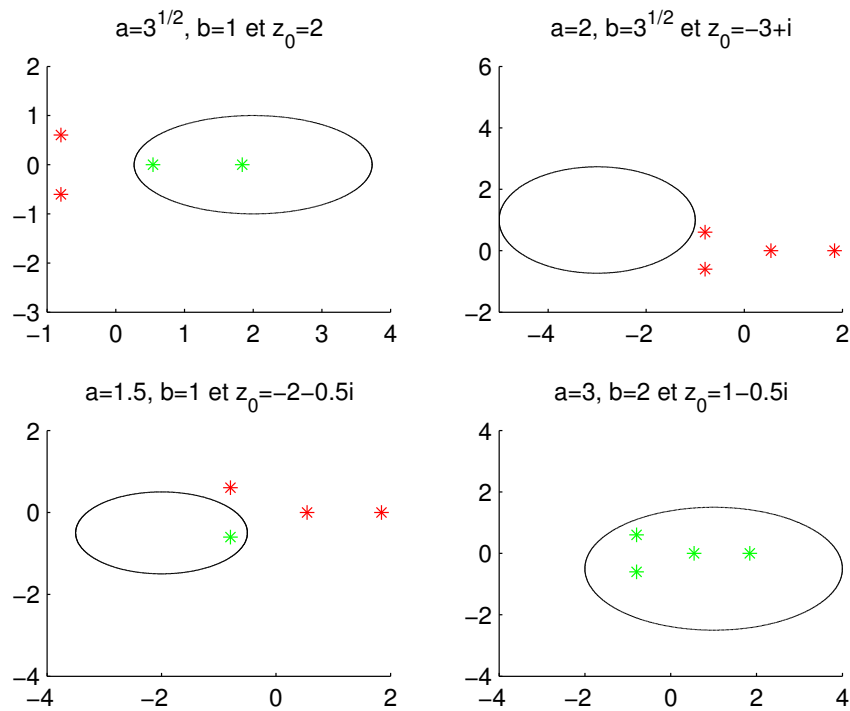 a=3^{1/2}, b=1 et z_0=2
2
1
0
−1
−2
−3
−1 0 1 2 3 4
a=2, b=3^{1/2} et z_0=−3+i
6
4
2
0
−2
−4 −2 0 2
a=1.5, b=1 et z_0=−2−0.5i
2
0
−2
−4
−4 −2 0 2
a=3, b=2 et z_0=1−0.5i
4
2
0
−2
−4
−4 −2 0 2 4